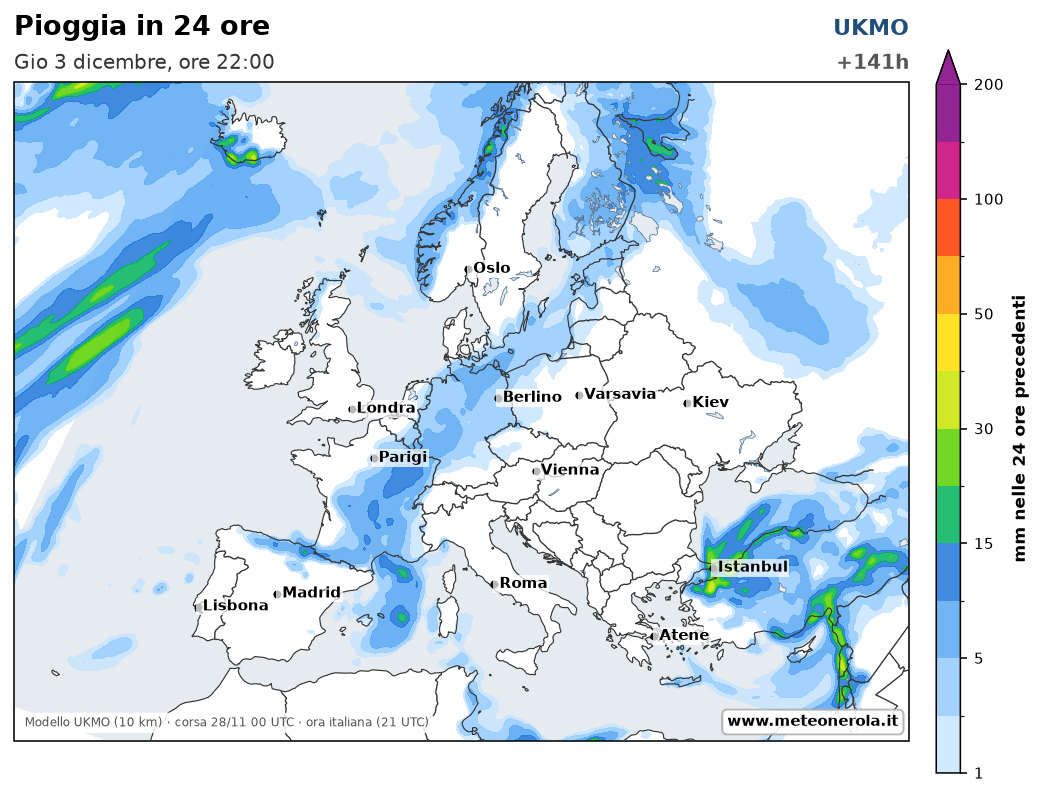 Pioggia in 24 ore
UKMO
Gio 3 dicembre, ore 22:00
+141h
200
100
50
30
15
5
1
mm nelle 24 ore precedenti
Oslo
Berlino
Varsavia
Kiev
Londra
Parigi
Vienna
Istanbul
Roma
Madrid
Lisbona
Atene
Modello UKMO (10 km) · corsa 28/11 00 UTC · ora italiana (21 UTC)
www.meteonerola.it